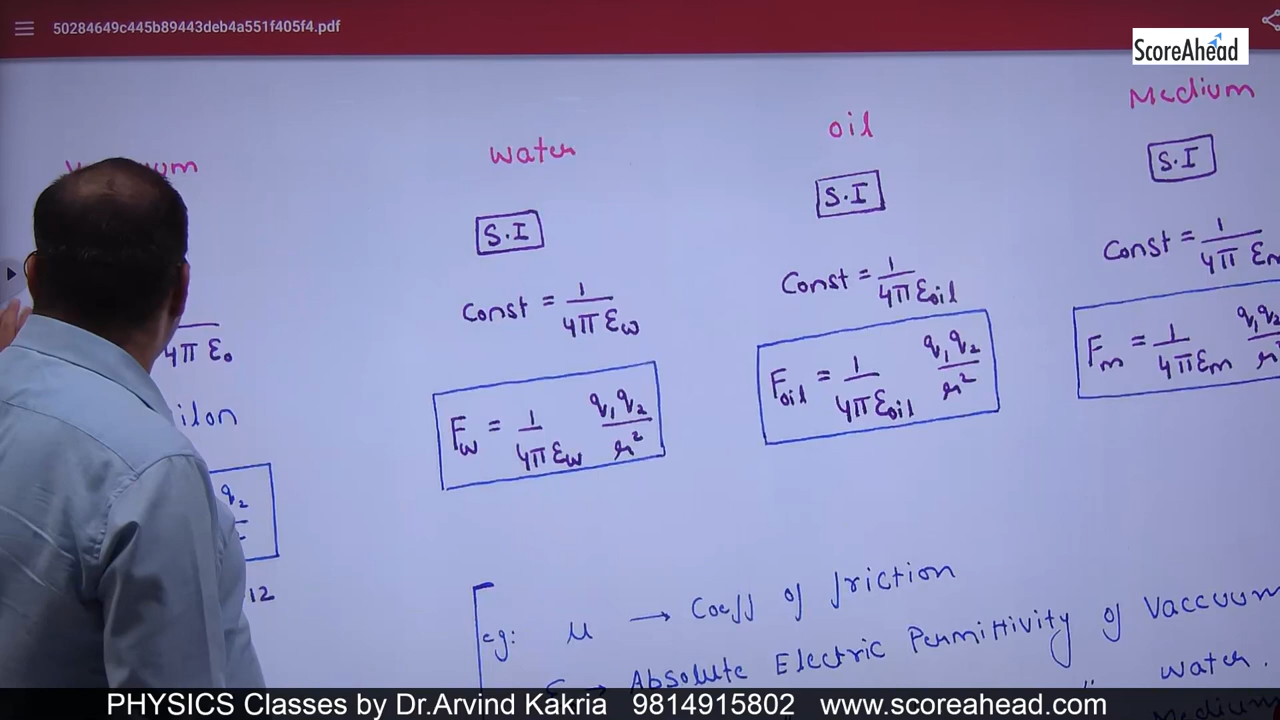 50284649c445b89443deb4a551f405f4.pdf
ScoreAhead
water
oil
Medium
S.I
S.I
S.I
Const = 1/4π εw
Const = 1/4π εoil
Const = 1/4π εm
4π ε₀
Fw = 1/4π εw q₁q₂/r²
Foil = 1/4π εoil q₁q₂/r²
Fm = 1/4π εm q₁q₂/r²
q₂
12
eg: μ → Coeff of friction
→ Absolute Electric Permittivity of Vaccuum
" water.
PHYSICS Classes by Dr.Arvind Kakria 9814915802 www.scoreahead.com